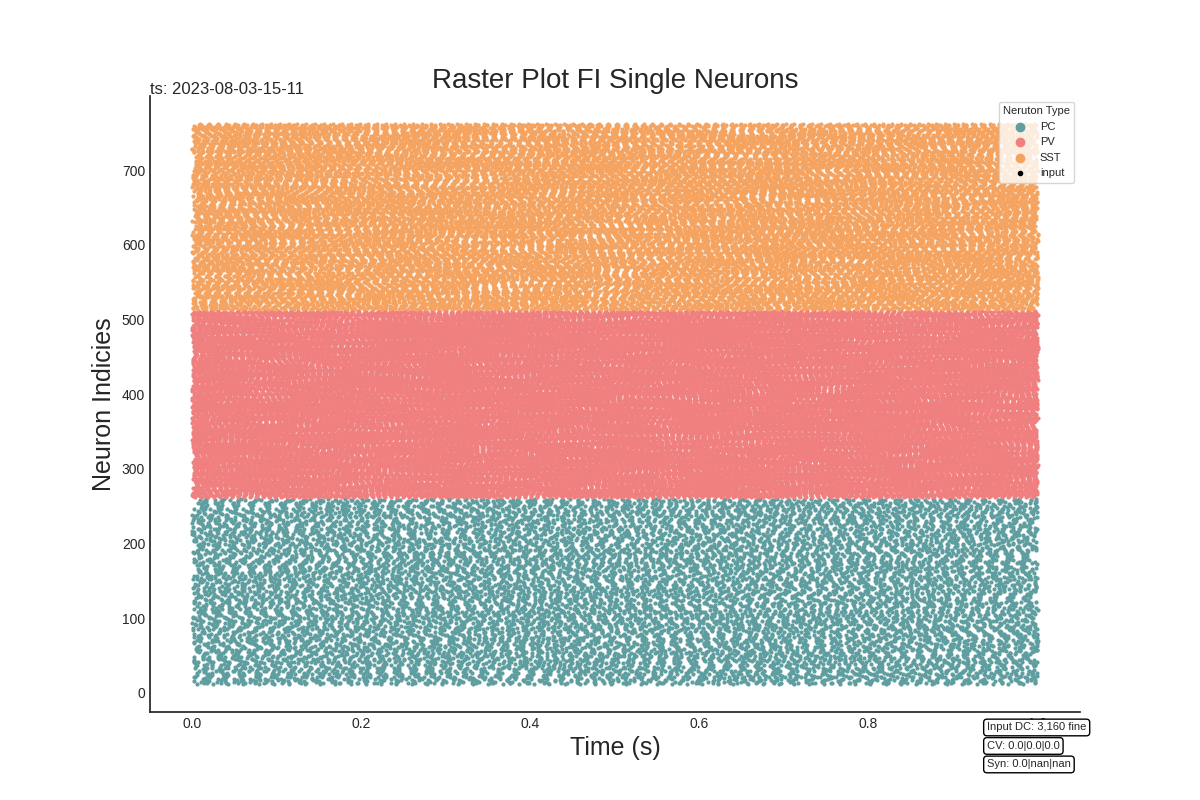 Raster Plot FI Single Neurons
ts: 2023-08-03-15-11
Neruton Type
PC
PV
SST
input
Neuron Indicies
700
600
500
400
300
200
100
0
0.0
0.2
0.4
0.6
0.8
Time (s)
Input DC: 3,160 fine
CV: 0.0|0.0|0.0
Syn: 0.0|nan|nan